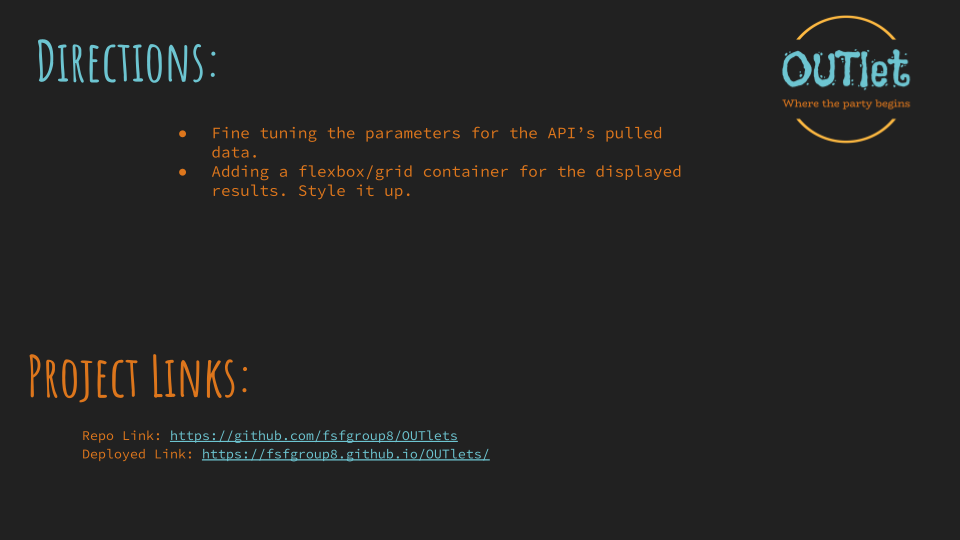 Directions:
OUTlet
Where the party begins
● Fine tuning the parameters for the API’s pulled
data.
● Adding a flexbox/grid container for the displayed
results. Style it up.
Project Links:
Repo Link: https://github.com/fsfgroup8/OUTlets
Deployed Link: https://fsfgroup8.github.io/OUTlets/